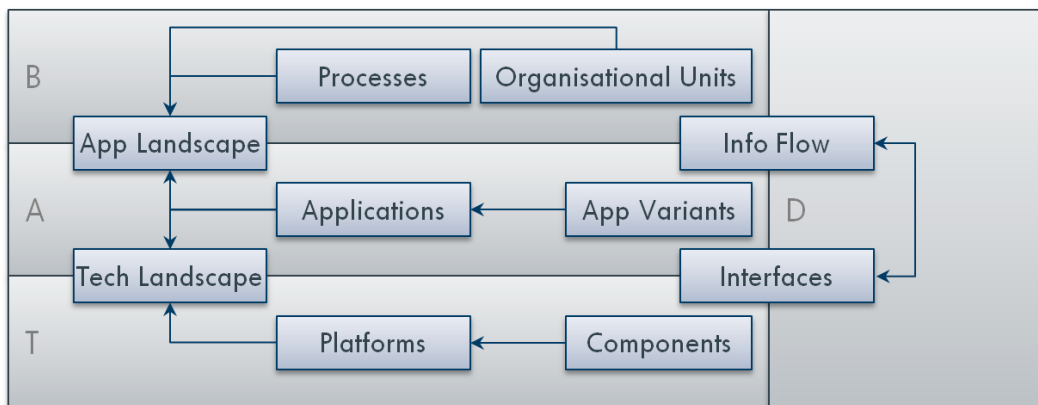 B
Processes
Organisational Units
App Landscape
Info Flow
A
Applications
App Variants
D
Tech Landscape
Interfaces
T
Platforms
Components